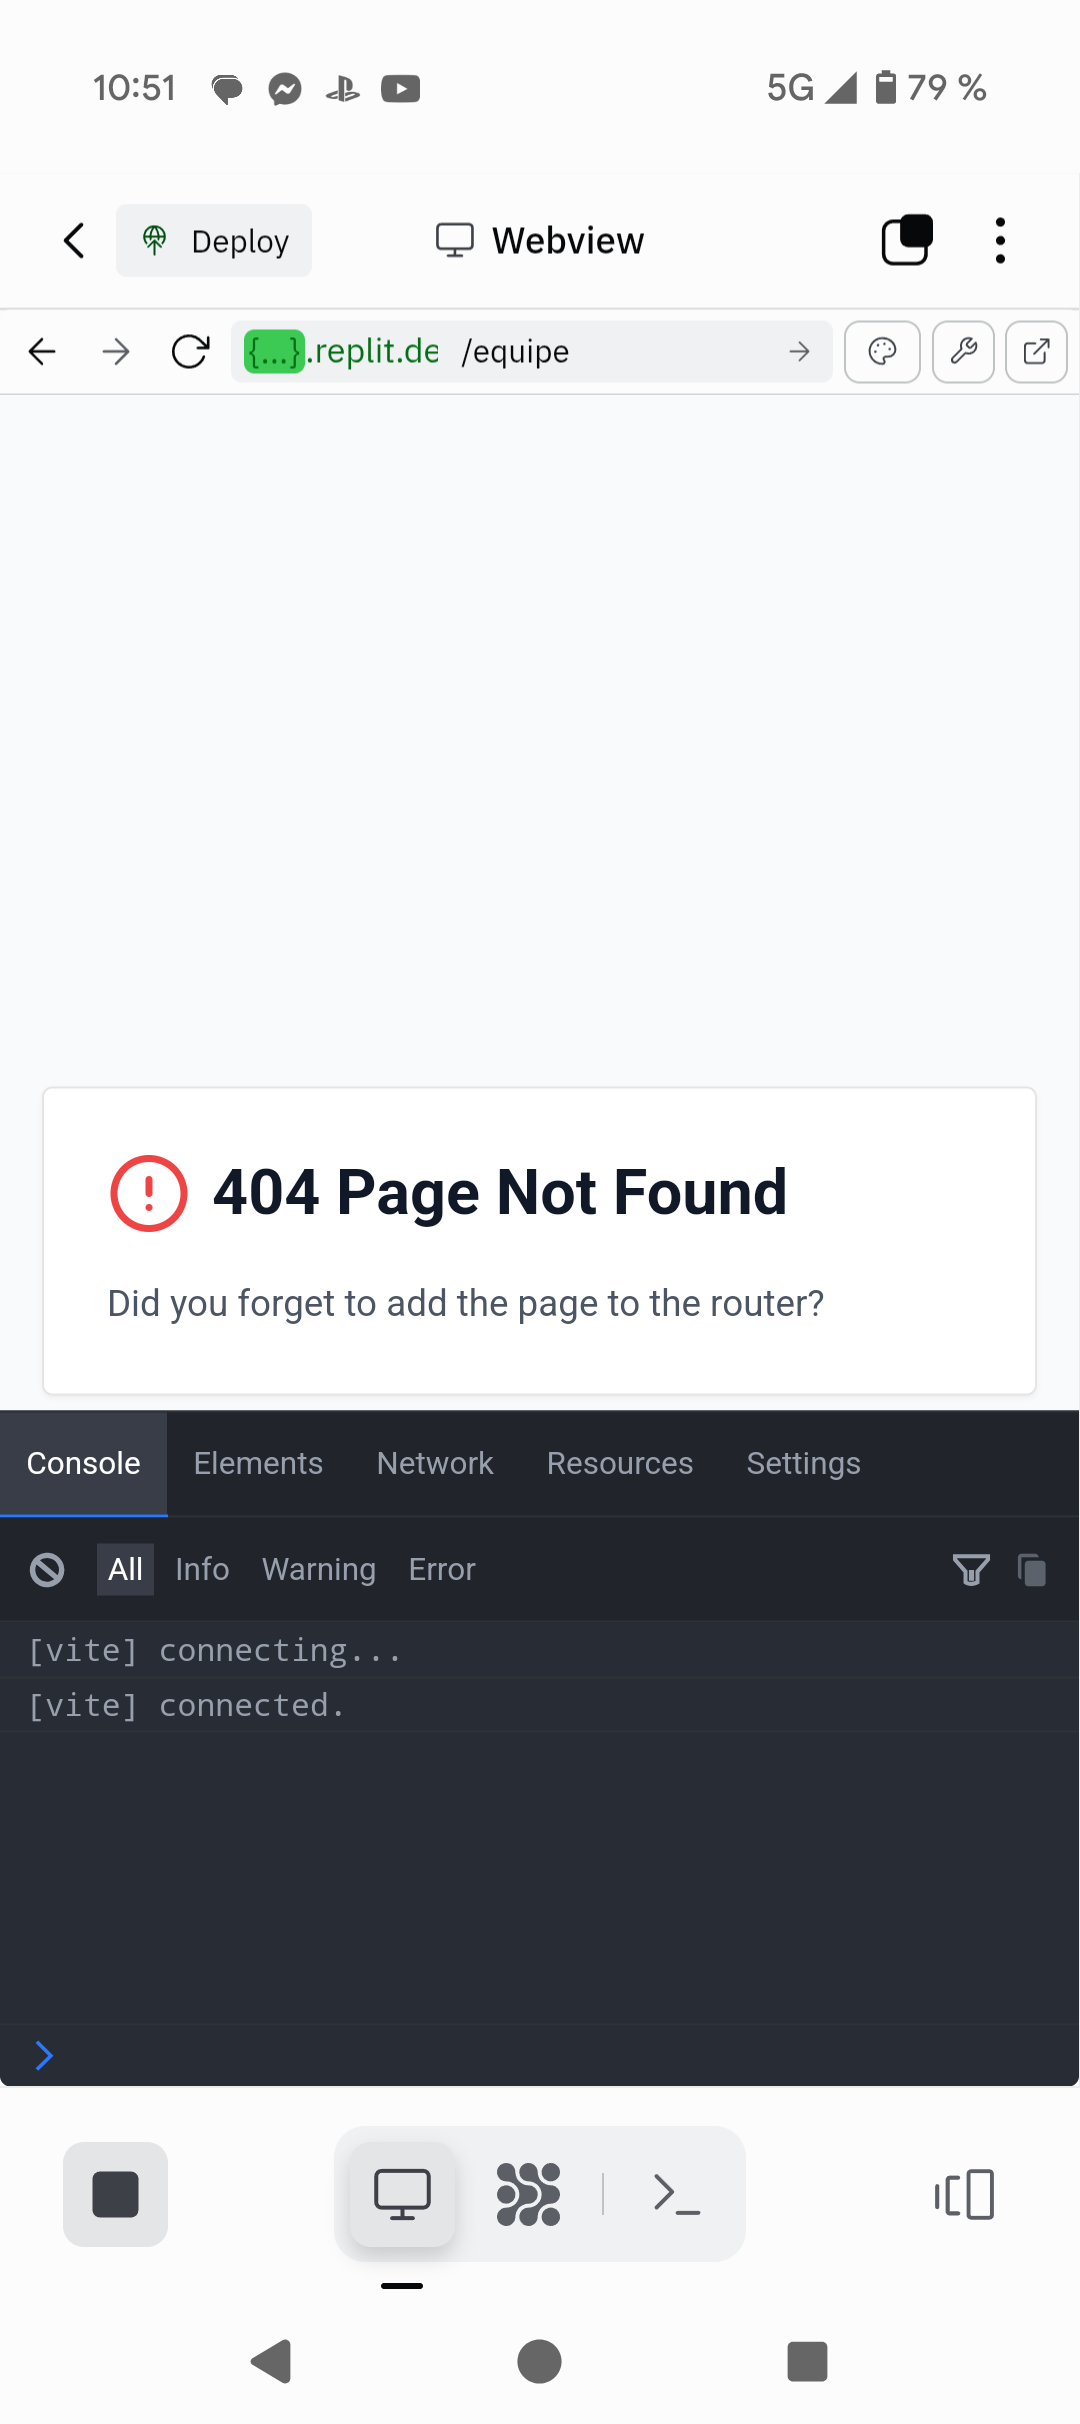 10:51 5G 79 %
Deploy Webview
{...}.replit.de /equipe
404 Page Not Found
Did you forget to add the page to the router?
Console Elements Network Resources Settings
All Info Warning Error
[vite] connecting...
[vite] connected.